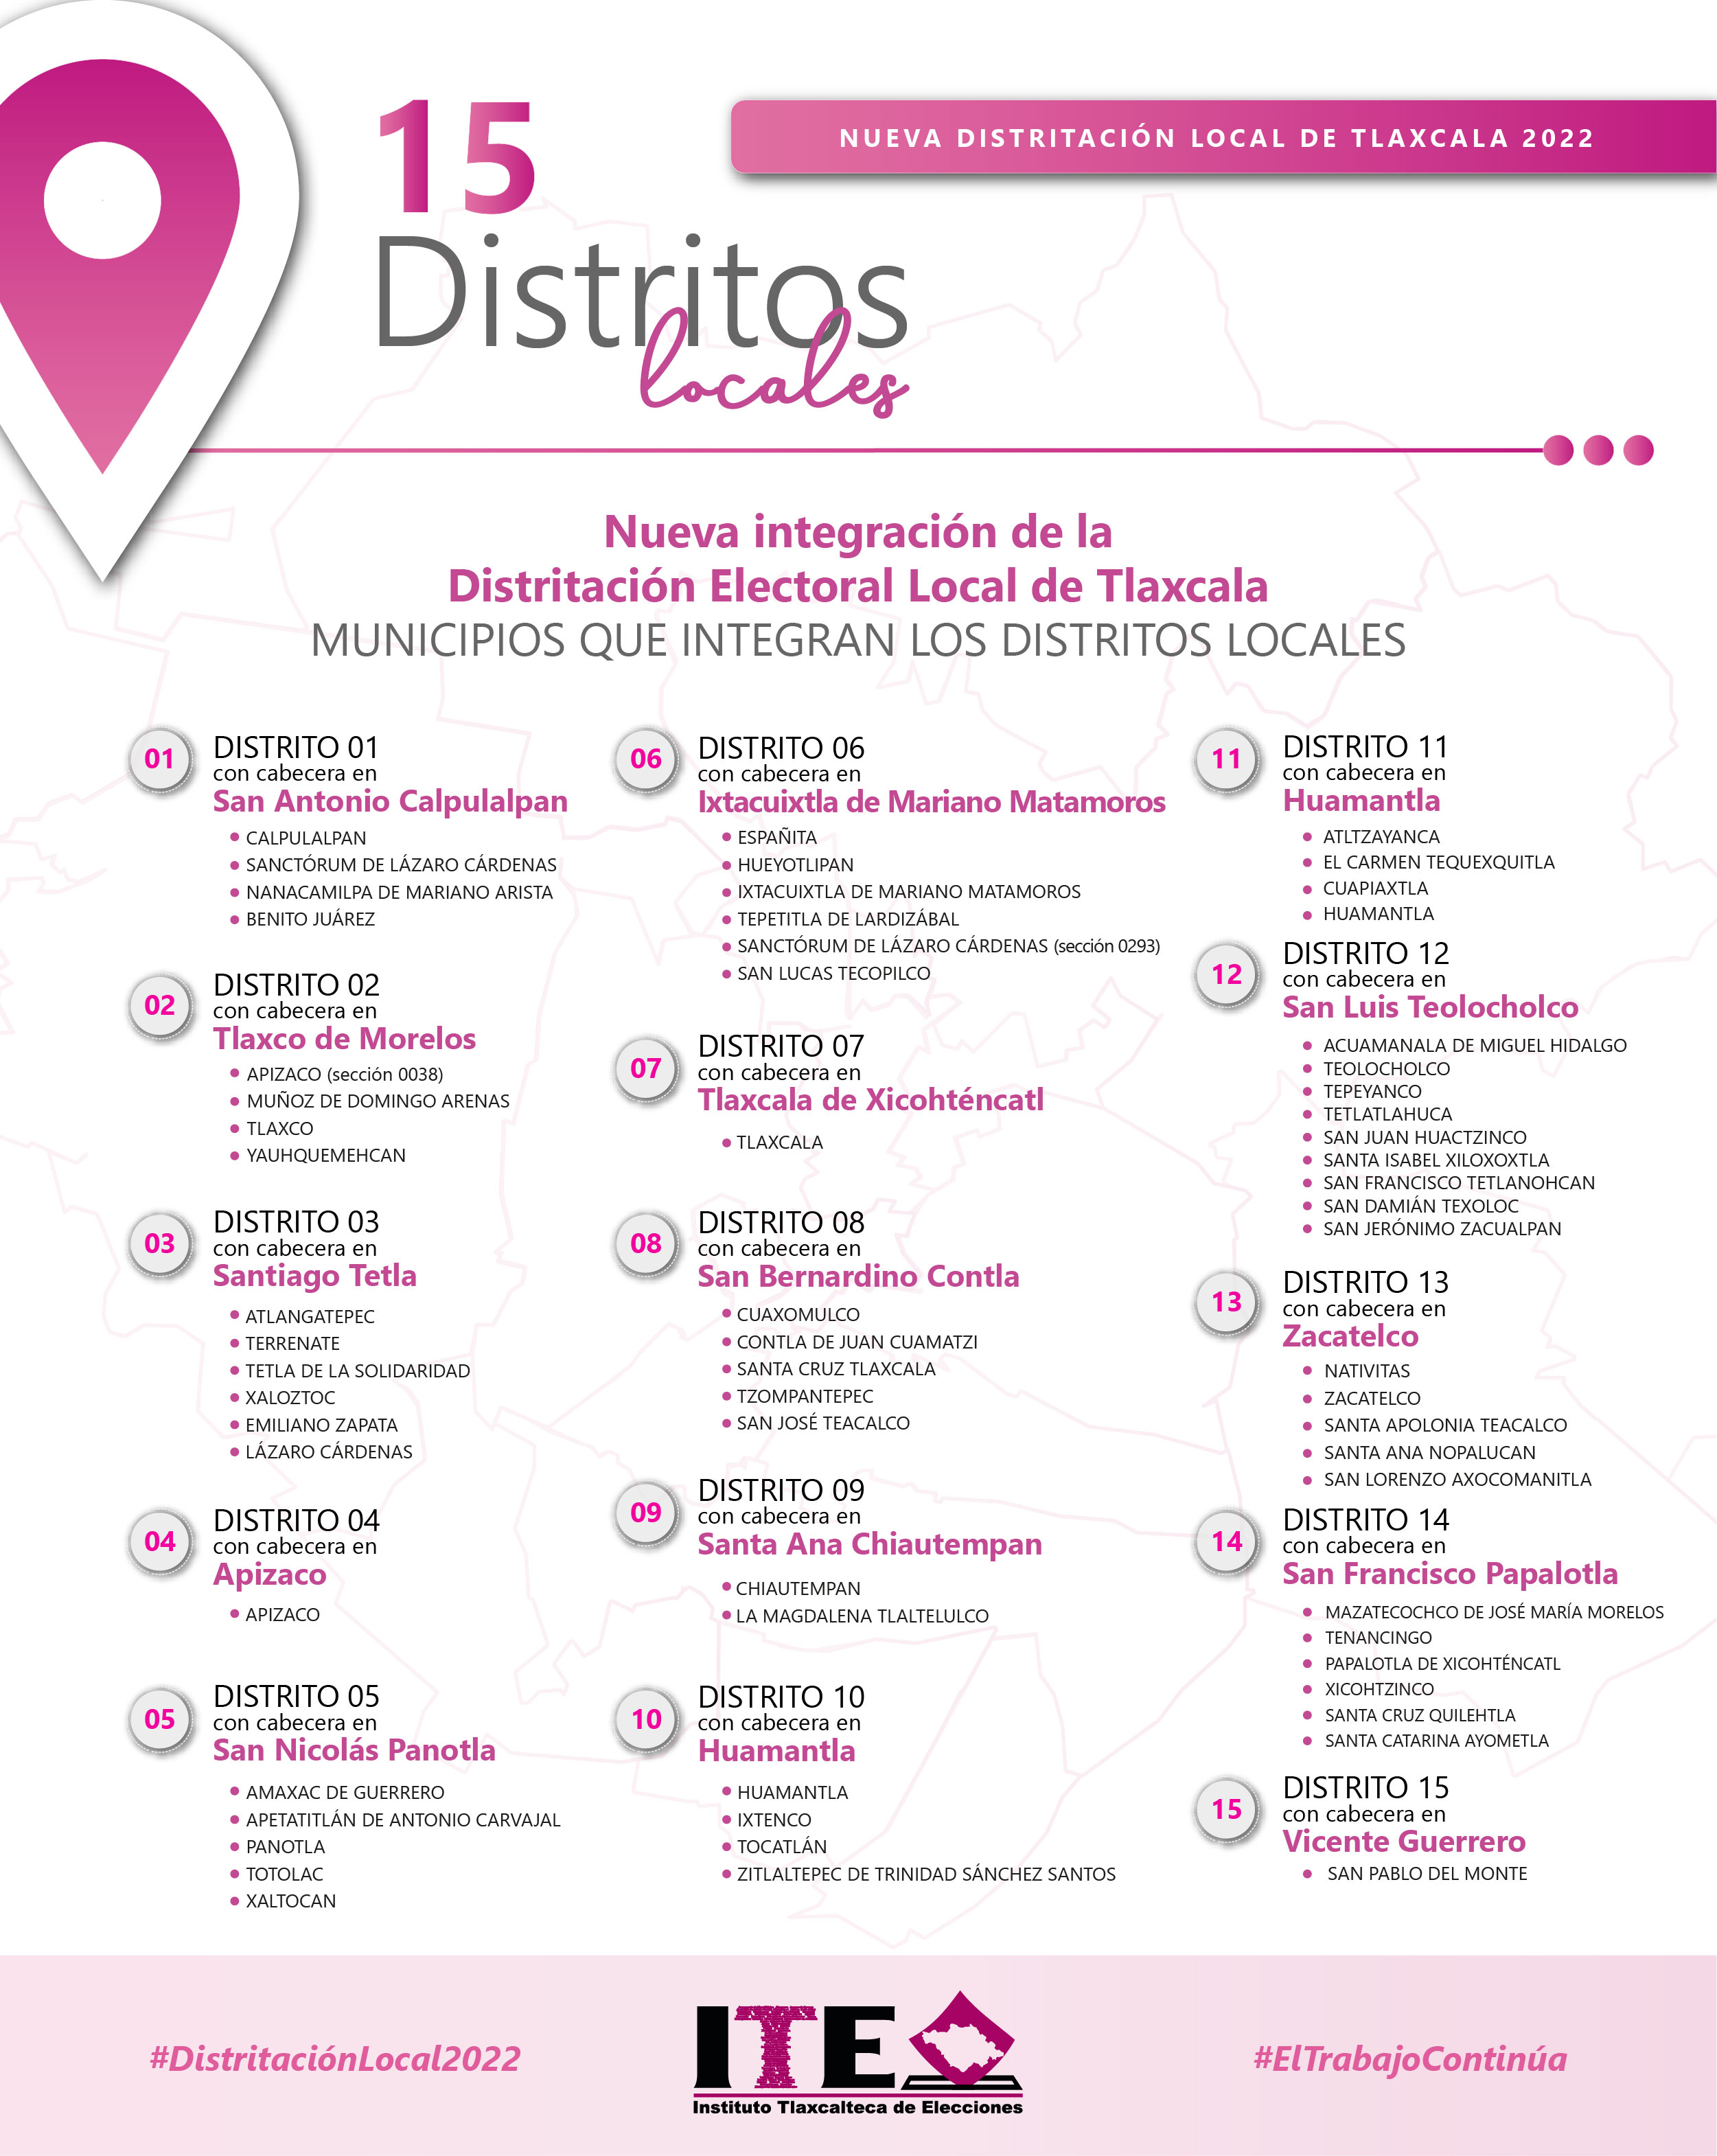 15
Distritos
locales
NUEVA DISTRITACIÓN LOCAL DE TLAXCALA 2022
Nueva integración de la
Distritación Electoral Local de Tlaxcala
MUNICIPIOS QUE INTEGRAN LOS DISTRITOS LOCALES
01
DISTRITO 01
con cabecera en
San Antonio Calpulalpan
• CALPULALPAN
• SANCTÓRUM DE LÁZARO CÁRDENAS
• NANACAMILPA DE MARIANO ARISTA
• BENITO JUÁREZ
02
DISTRITO 02
con cabecera en
Tlaxco de Morelos
• APIZACO (sección 0038)
• MUÑOZ DE DOMINGO ARENAS
• TLAXCO
• YAUHQUEMEHCAN
03
DISTRITO 03
con cabecera en
Santiago Tetla
• ATLANGATEPEC
• TERRENATE
• TETLA DE LA SOLIDARIDAD
• XALOZTOC
• EMILIANO ZAPATA
• LÁZARO CÁRDENAS
04
DISTRITO 04
con cabecera en
Apizaco
• APIZACO
05
DISTRITO 05
con cabecera en
San Nicolás Panotla
• AMAXAC DE GUERRERO
• APETATITLÁN DE ANTONIO CARVAJAL
• PANOTLA
• TOTOLAC
• XALTOCAN
06
DISTRITO 06
con cabecera en
Ixtacuixtla de Mariano Matamoros
• ESPAÑITA
• HUEYOTLIPAN
• IXTACUIXTLA DE MARIANO MATAMOROS
• TEPETITLA DE LARDIZÁBAL
• SANCTÓRUM DE LÁZARO CÁRDENAS (sección 0293)
• SAN LUCAS TECOPILCO
07
DISTRITO 07
con cabecera en
Tlaxcala de Xicohténcatl
• TLAXCALA
08
DISTRITO 08
con cabecera en
San Bernardino Contla
• CUAXOMULCO
• CONTLA DE JUAN CUAMATZI
• SANTA CRUZ TLAXCALA
• TZOMPANTEPEC
• SAN JOSÉ TEACALCO
09
DISTRITO 09
con cabecera en
Santa Ana Chiautempan
• CHIAUTEMPAN
• LA MAGDALENA TLALTELULCO
10
DISTRITO 10
con cabecera en
Huamantla
• HUAMANTLA
• IXTENCO
• TOCATLÁN
• ZITLALTEPEC DE TRINIDAD SÁNCHEZ SANTOS
11
DISTRITO 11
con cabecera en
Huamantla
• ATLTZAYANCA
• EL CARMEN TEQUEXQUITLA
• CUAPIAXTLA
• HUAMANTLA
12
DISTRITO 12
con cabecera en
San Luis Teolocholco
• ACUAMANALA DE MIGUEL HIDALGO
• TEOLOCHOLCO
• TEPEYANCO
• TETLATLAHUCA
• SAN JUAN HUACTZINCO
• SANTA ISABEL XILOXOXTLA
• SAN FRANCISCO TETLANOHCAN
• SAN DAMIÁN TEXOLOC
• SAN JERÓNIMO ZACUALPAN
13
DISTRITO 13
con cabecera en
Zacatelco
• NATIVITAS
• ZACATELCO
• SANTA APOLONIA TEACALCO
• SANTA ANA NOPALUCAN
• SAN LORENZO AXOCOMANITLA
14
DISTRITO 14
con cabecera en
San Francisco Papalotla
• MAZATECOCHCO DE JOSÉ MARÍA MORELOS
• TENANCINGO
• PAPALOTLA DE XICOHTÉNCATL
• XICOHTZINCO
• SANTA CRUZ QUILEHTLA
• SANTA CATARINA AYOMETLA
15
DISTRITO 15
con cabecera en
Vicente Guerrero
• SAN PABLO DEL MONTE
#DistritaciónLocal2022
ITE
Instituto Tlaxcalteca de Elecciones
#ElTrabajoContinúa